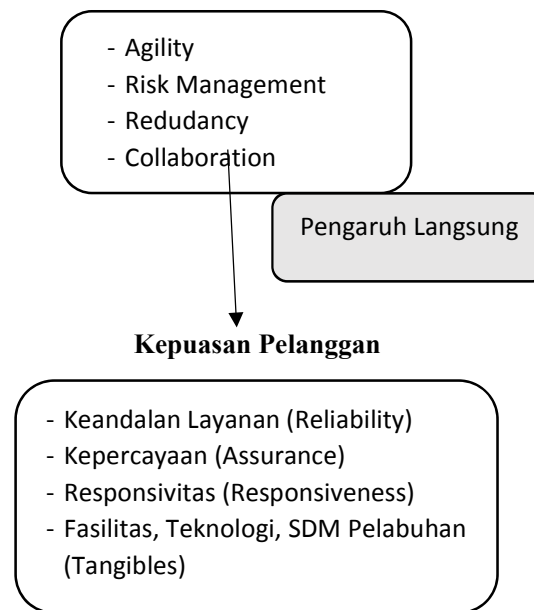 - Agility
- Risk Management
- Redudancy
- Collaboration
Pengaruh Langsung
Kepuasan Pelanggan
- Keandalan Layanan (Reliability)
- Kepercayaan (Assurance)
- Responsivitas (Responsiveness)
- Fasilitas, Teknologi, SDM Pelabuhan
(Tangibles)